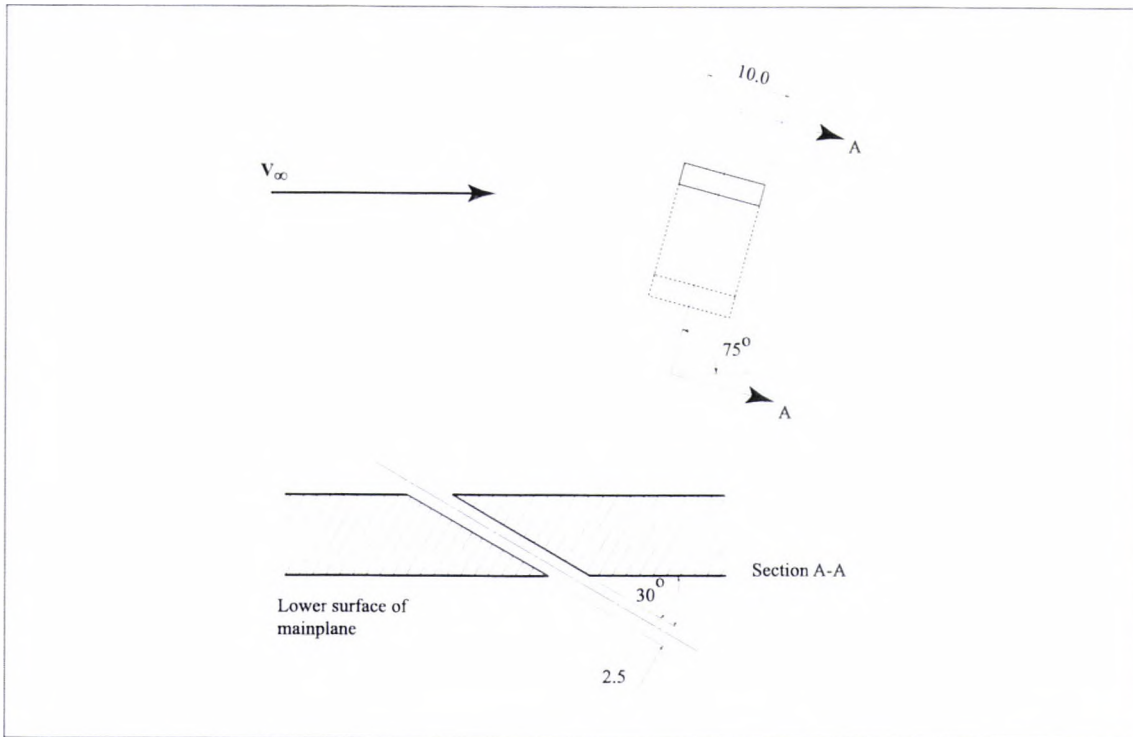 10.0
A
V∞
75°
A
Section A-A
30°
Lower surface of
mainplane
2.5